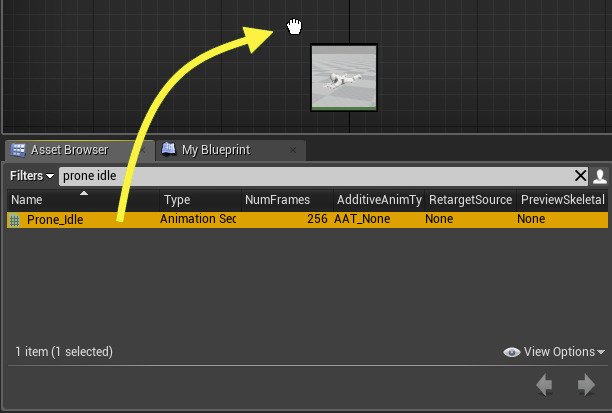 Asset Browser
My Blueprint
Filters
prone idle
Name Type NumFrames AdditiveAnimTy RetargetSource PreviewSkeletal
Prone_Idle Animation Sec 256 AAT_None None None
1 item (1 selected)
View Options